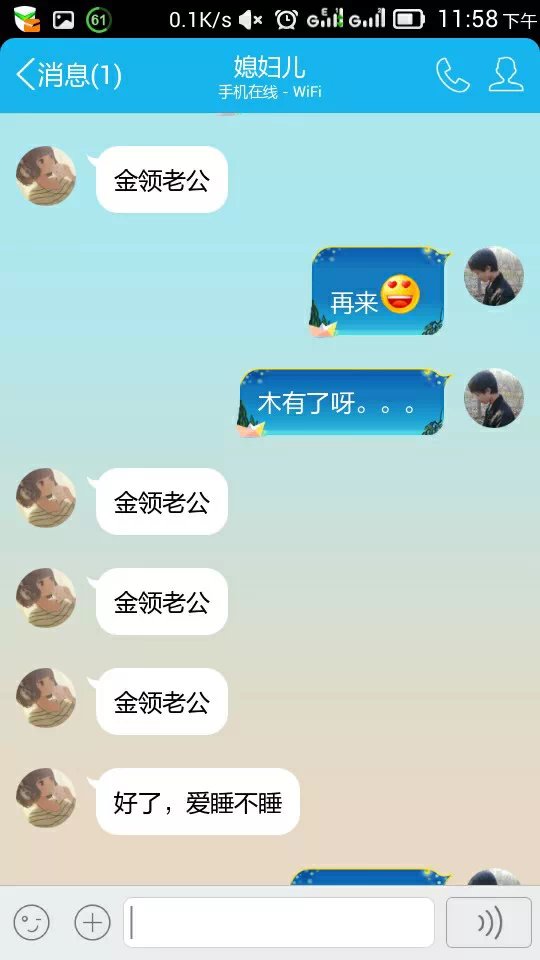 61
0.1K/s
11:58下午
消息(1)
媳妇儿
手机在线 - WiFi
金领老公
再来
木有了呀。。。
金领老公
金领老公
金领老公
好了，爱睡不睡